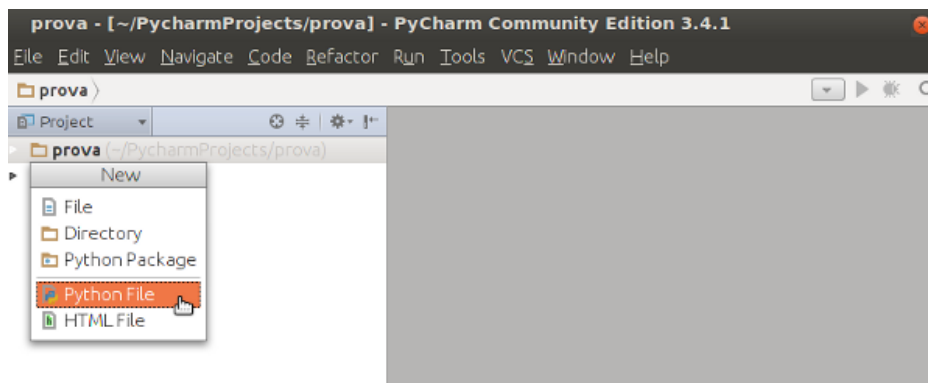 prova - [~/PycharmProjects/prova] - PyCharm Community Edition 3.4.1
File Edit View Navigate Code Refactor Run Tools VCS Window Help
prova
Project
prova (~/PycharmProjects/prova)
New
File
Directory
Python Package
Python File
HTML File